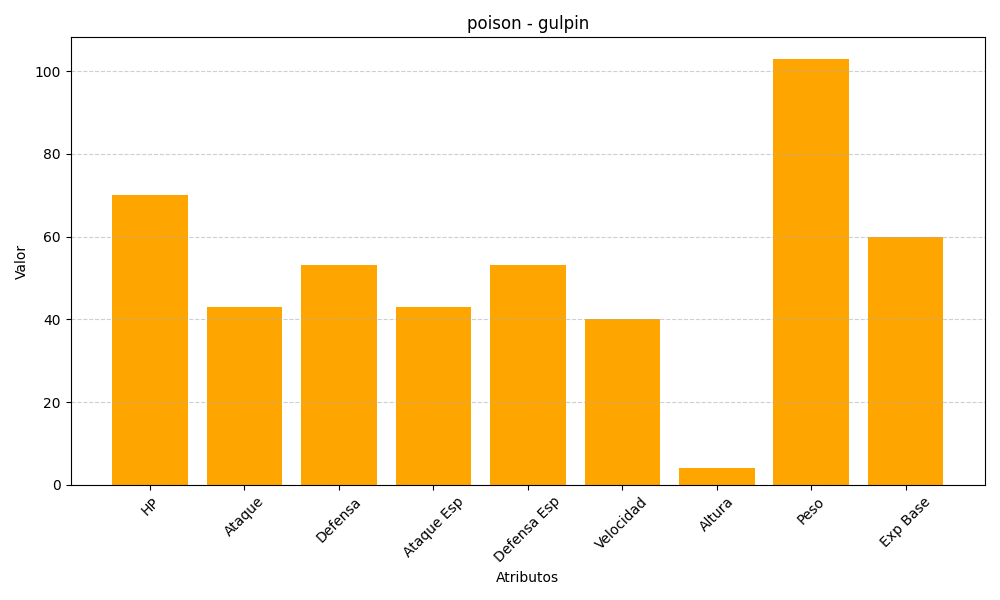 poison - gulpin
Valor
100
80
60
40
20
0
HP
Ataque
Defensa
Ataque Esp
Defensa Esp
Velocidad
Altura
Peso
Exp Base
Atributos